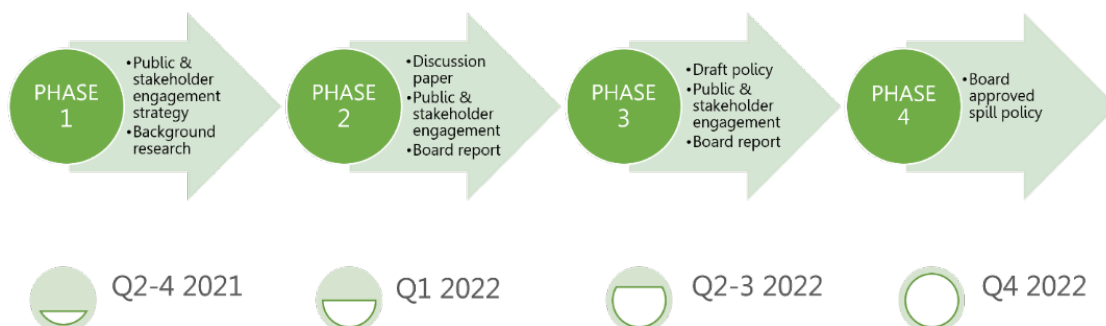 PHASE
1
•Public &
stakeholder
engagement
strategy
•Background
research
PHASE
2
•Discussion
paper
•Public &
stakeholder
engagement
•Board report
PHASE
3
•Draft policy
•Public &
stakeholder
engagement
•Board report
PHASE
4
•Board
approved
spill policy
Q2-4 2021
Q1 2022
Q2-3 2022
Q4 2022